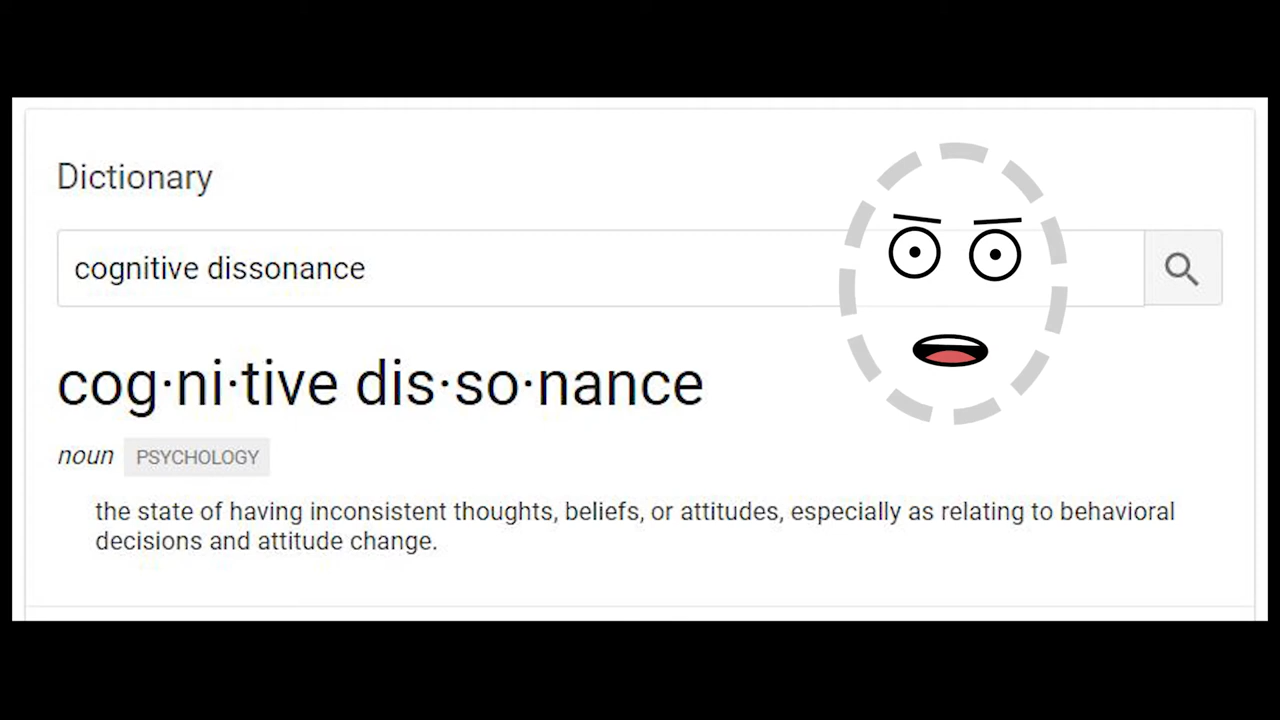 Dictionary
cognitive dissonance
cog·ni·tive dis·so·nance
noun PSYCHOLOGY
the state of having inconsistent thoughts, beliefs, or attitudes, especially as relating to behavioral
decisions and attitude change.